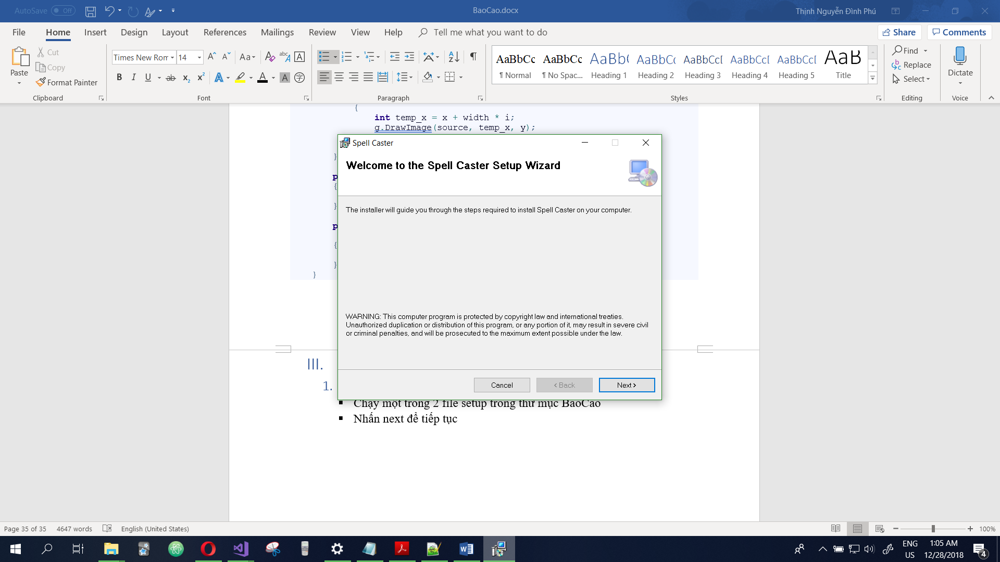 AutoSave Off
BaoCao.docx
Thịnh Nguyễn Đình Phú
File Home Insert Design Layout References Mailings Review View Help Tell me what you want to do Share Comments
Paste
Cut
Copy
Format Painter
Clipboard
Times New Ron 14
Font
Paragraph
AaBbCc AaBbCc AaBb( AaBbCc AaBbCcI AaBbCcI AaBbCcI AaB
¶ Normal ¶ No Spac... Heading 1 Heading 2 Heading 3 Heading 4 Heading 5 Title
Styles
Find
Replace
Select
Editing
Dictate
Voice
{
int temp_x = x + width * i;
g.DrawImage(source, temp_x, y);
}
p
{
}
p
{
}
}
Spell Caster
Welcome to the Spell Caster Setup Wizard
The installer will guide you through the steps required to install Spell Caster on your computer.
WARNING: This computer program is protected by copyright law and international treaties.
Unauthorized duplication or distribution of this program, or any portion of it, may result in severe civil
or criminal penalties, and will be prosecuted to the maximum extent possible under the law.
Cancel < Back Next >
III.
1.
▪ Chạy một trong 2 file setup trong thư mục BaoCao
▪ Nhấn next để tiếp tục
Page 35 of 35 4647 words English (United States) 100%
ENG
US
1:05 AM
12/28/2018
4